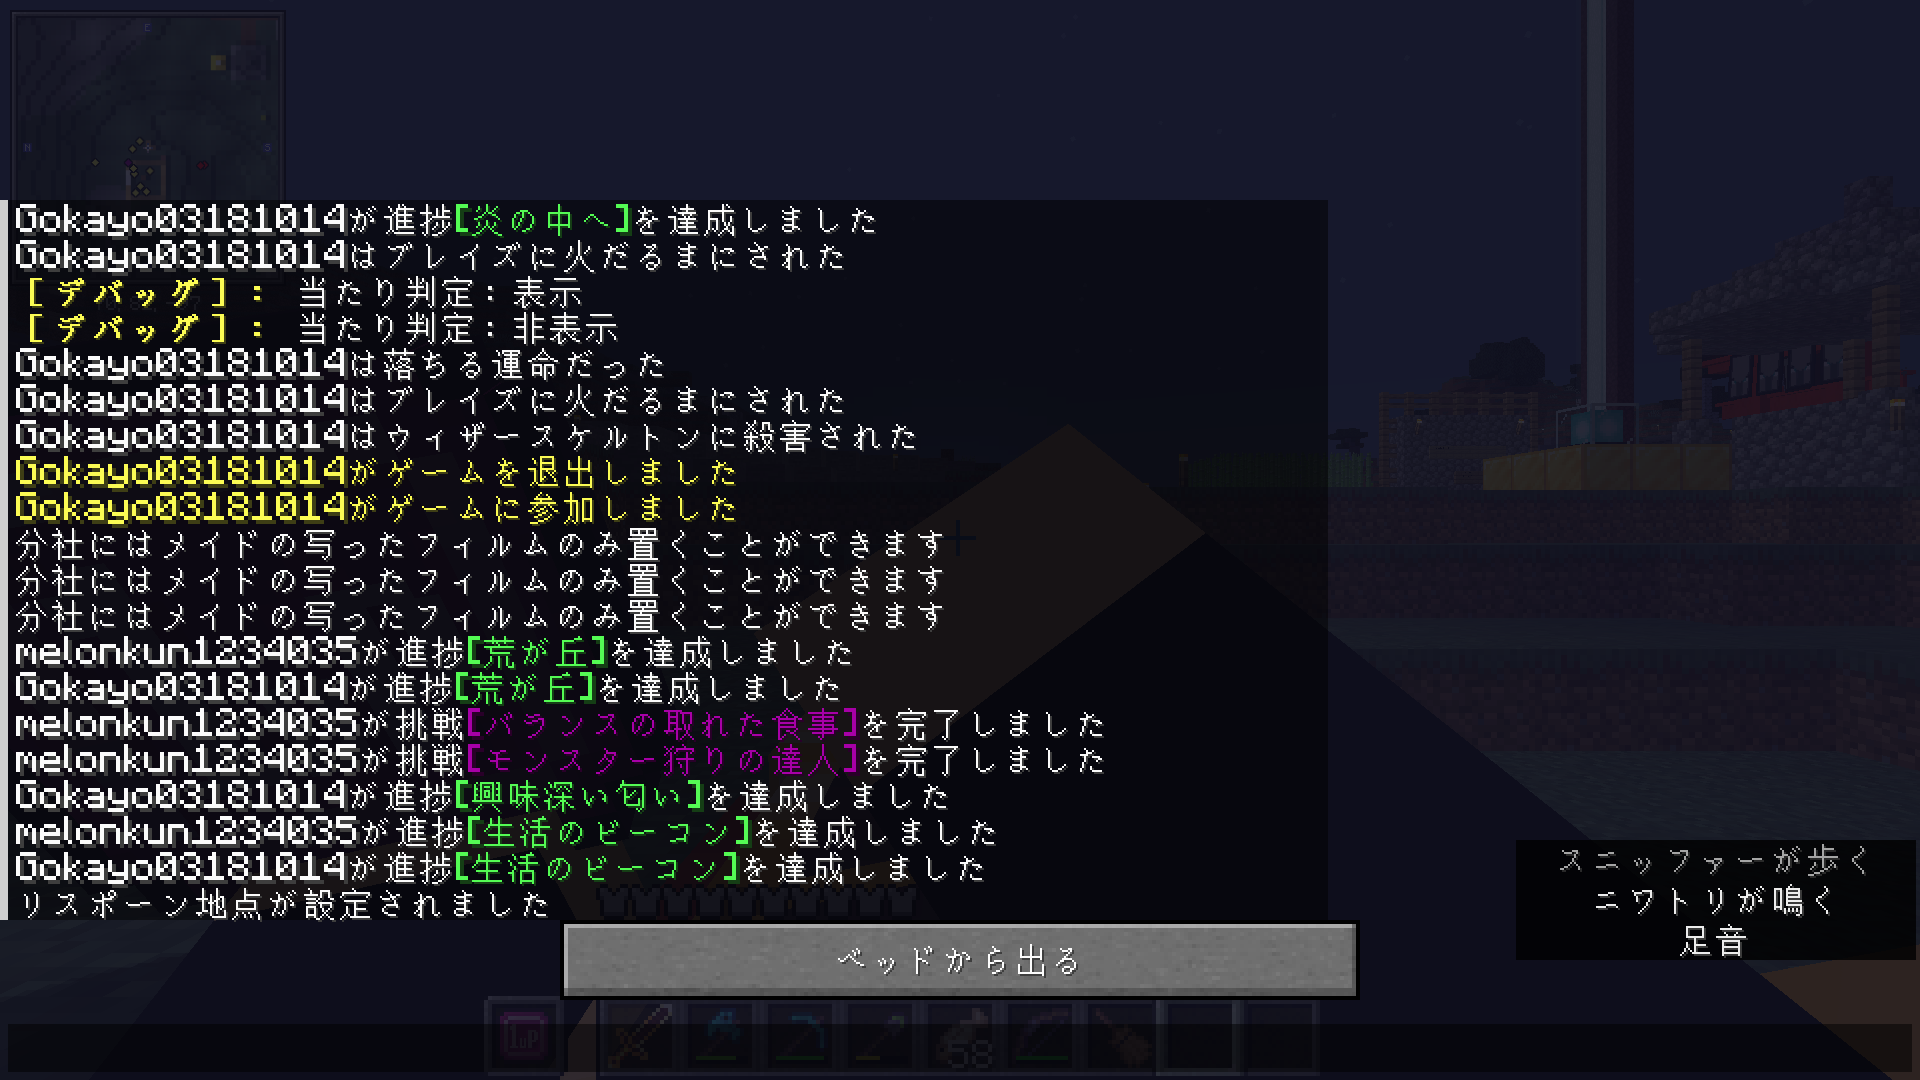 E
N
S
Gokayo03181014が進捗[炎の中へ]を達成しました
Gokayo03181014はブレイズに火だるまにされた
[デバッグ]: 当たり判定:表示
[デバッグ]: 当たり判定:非表示
Gokayo03181014は落ちる運命だった
Gokayo03181014はブレイズに火だるまにされた
Gokayo03181014はウィザースケルトンに殺害された
Gokayo03181014がゲームを退出しました
Gokayo03181014がゲームに参加しました
分社にはメイドの写ったフィルムのみ置くことができます
分社にはメイドの写ったフィルムのみ置くことができます
分社にはメイドの写ったフィルムのみ置くことができます
melonkun1234035が進捗[荒が丘]を達成しました
Gokayo03181014が進捗[荒が丘]を達成しました
melonkun1234035が挑戦[バランスの取れた食事]を完了しました
melonkun1234035が挑戦[モンスター狩りの達人]を完了しました
Gokayo03181014が進捗[興味深い匂い]を達成しました
melonkun1234035が進捗[生活のビーコン]を達成しました
Gokayo03181014が進捗[生活のビーコン]を達成しました
リスポーン地点が設定されました
スニッファーが歩く
ニワトリが鳴く
足音
ベッドから出る
1uP
58